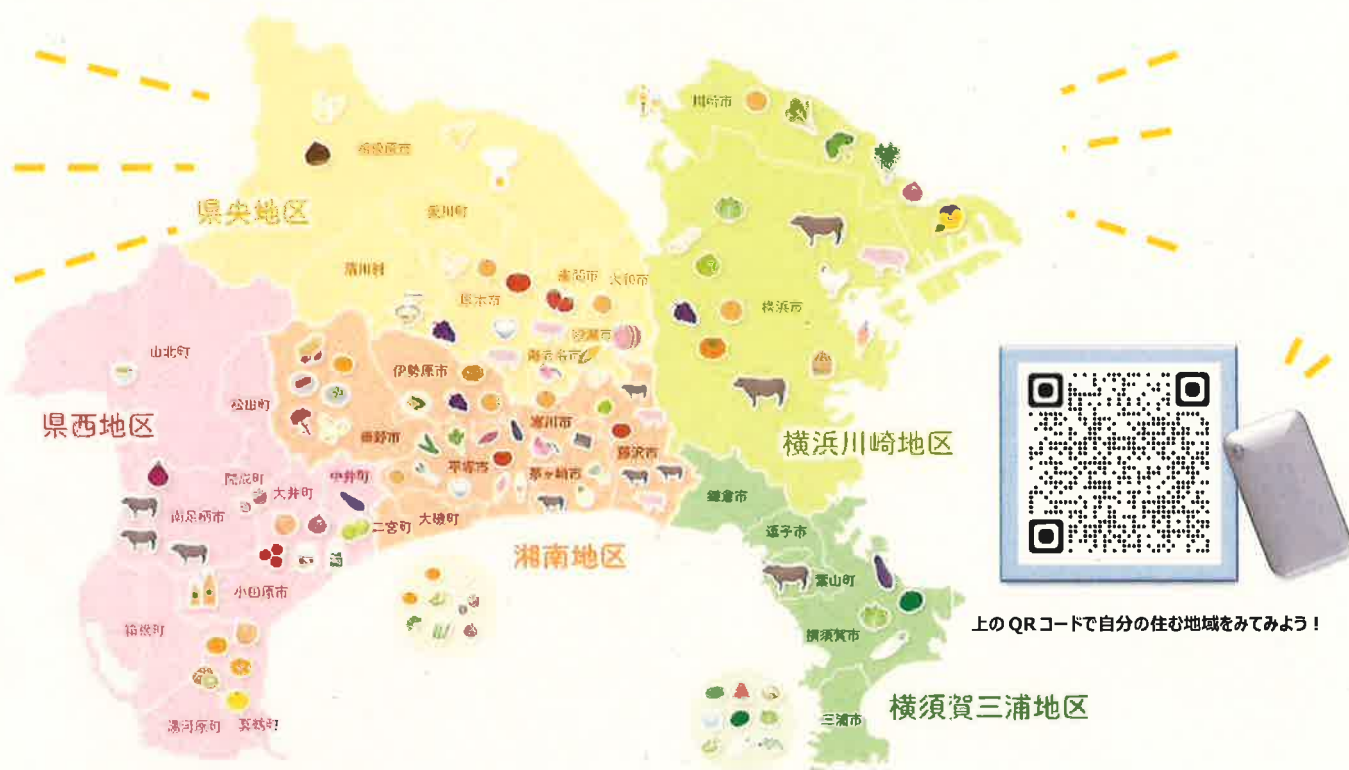 川崎市
相模原市
県央地区
愛川町
清川村
座間市
大和市
厚木市
綾瀬市
海老名市
横浜市
山北町
伊勢原市
松田町
県西地区
秦野市
寒川市
藤沢市
横浜川崎地区
平塚市
茅ヶ崎市
開成町
中井町
大井町
鎌倉市
南足柄市
二宮町
大磯町
逗子市
湘南地区
葉山町
小田原市
上のQRコードで自分の住む地域をみてみよう！
箱根町
横須賀市
横須賀三浦地区
三浦市
湯河原町
真鶴町